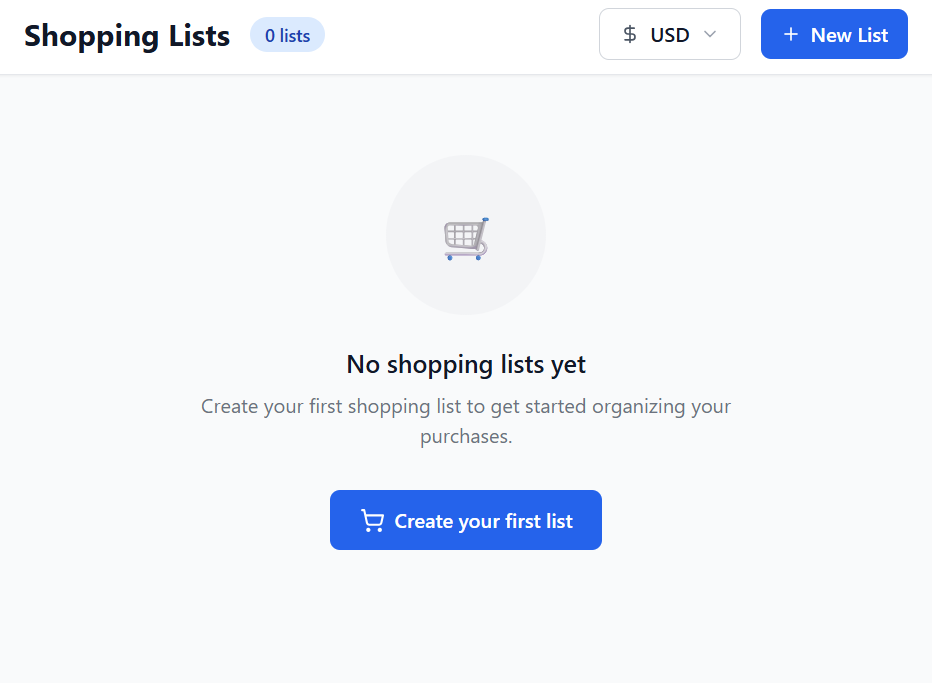 Shopping Lists
0 lists
$ USD
+ New List
No shopping lists yet
Create your first shopping list to get started organizing your
purchases.
Create your first list